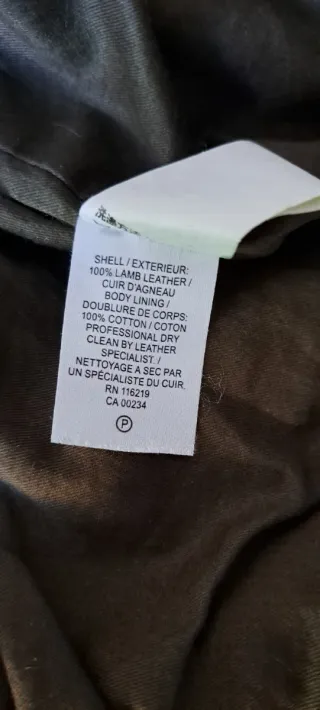 SHELL / EXTERIEUR:
100% LAMB LEATHER /
CUIR D'AGNEAU
BODY LINING /
DOUBLURE DE CORPS:
100% COTTON / COTON
PROFESSIONAL DRY
CLEAN BY LEATHER
SPECIALIST. /
NETTOYAGE A SEC PAR
UN SPÉCIALISTE DU CUIR.
RN 116219
CA 00234
P